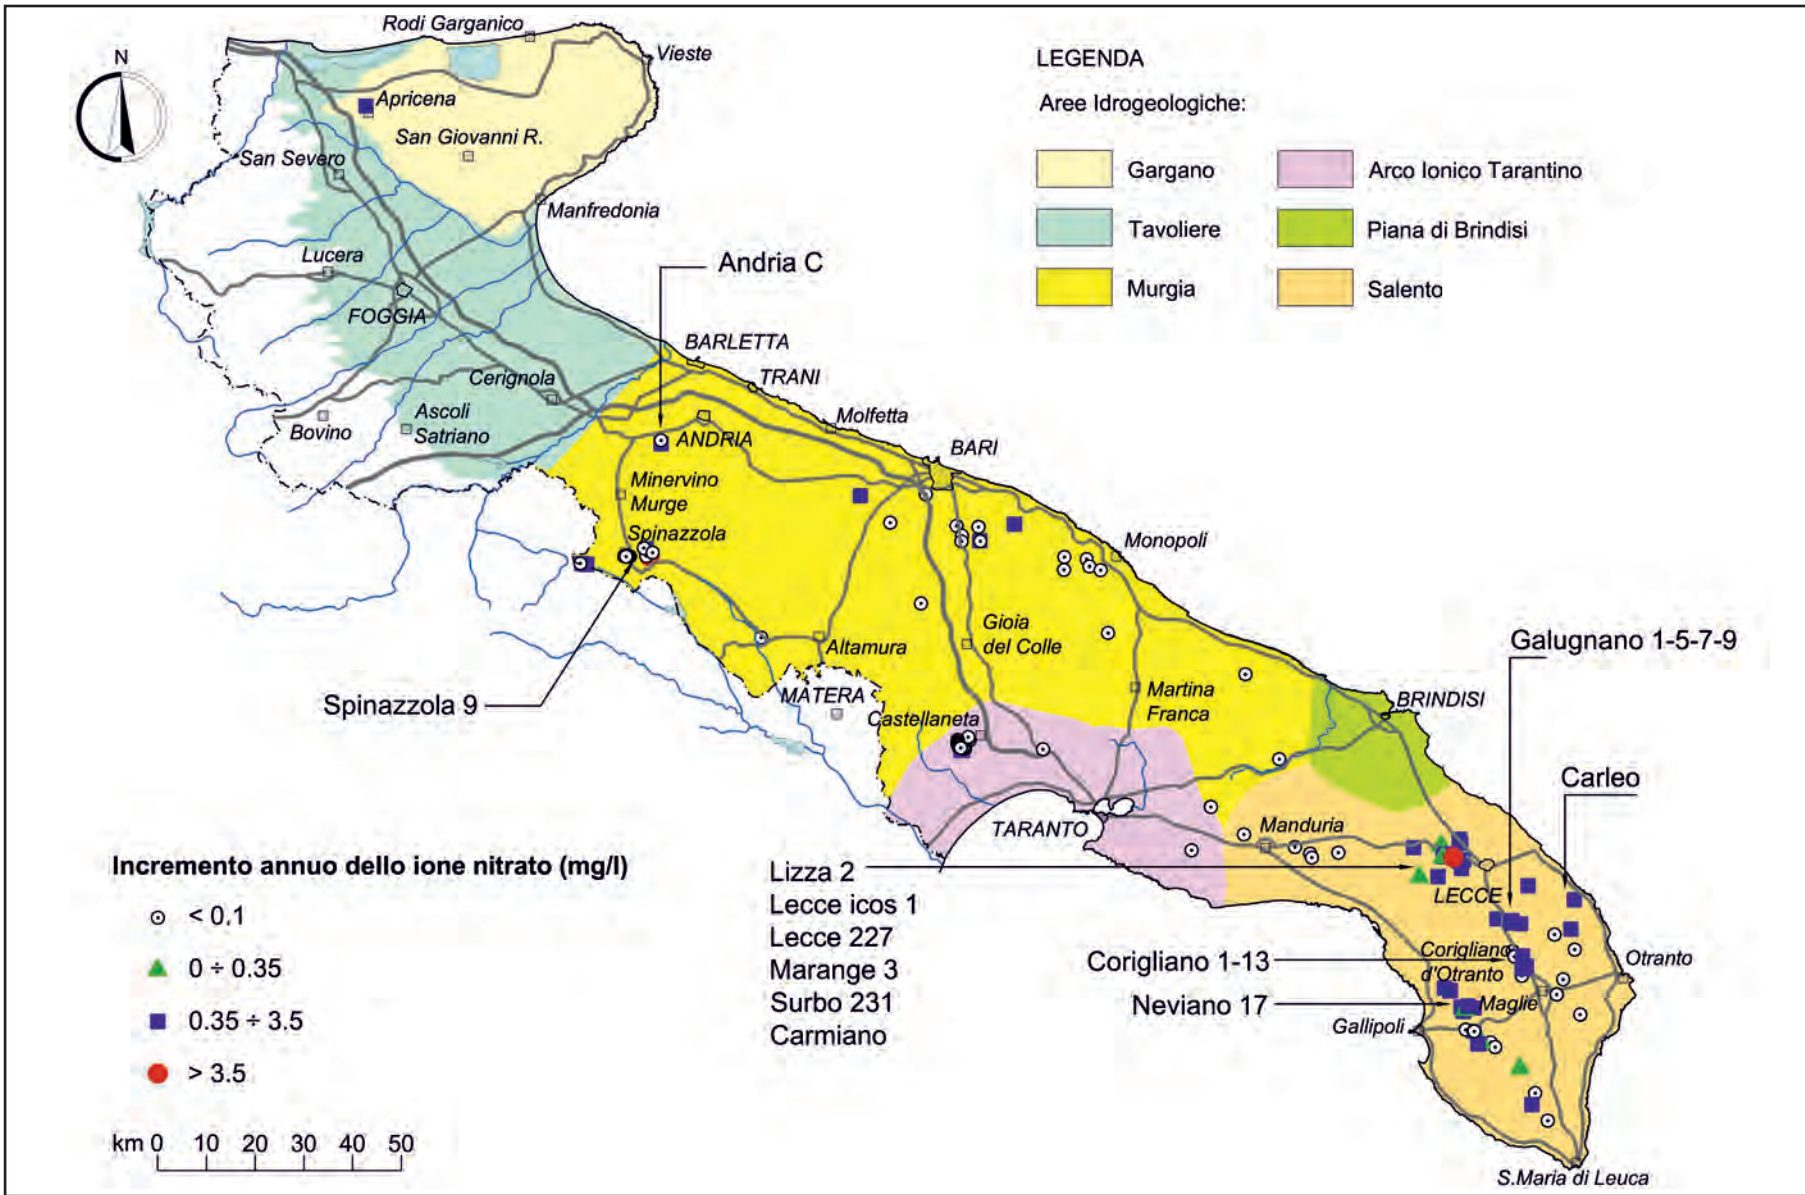 N
Rodi Garganico
Vieste
Apricena
San Giovanni R.
San Severo
Manfredonia
Lucera
FOGGIA
Cerignola
Bovino
Ascoli
Satriano
LEGENDA
Aree Idrogeologiche:
Gargano
Arco Ionico Tarantino
Tavoliere
Piana di Brindisi
Murgia
Salento
Andria C
BARLETTA
TRANI
Molfetta
ANDRIA
BARI
Minervino
Murge
Spinazzola
Monopoli
Altamura
Gioia
del Colle
Galugnano 1-5-7-9
Spinazzola 9
MATERA
Castellaneta
Martina
Franca
BRINDISI
Carleo
TARANTO
Manduria
LECCE
Lizza 2
Lecce icos 1
Lecce 227
Marange 3
Surbo 231
Carmiano
Corigliano 1-13
Corigliano
d'Otranto
Otranto
Neviano 17
Maglie
Gallipoli
S.Maria di Leuca
Incremento annuo dello ione nitrato (mg/l)
< 0,1
0 ÷ 0.35
0.35 ÷ 3.5
> 3.5
km 0 10 20 30 40 50